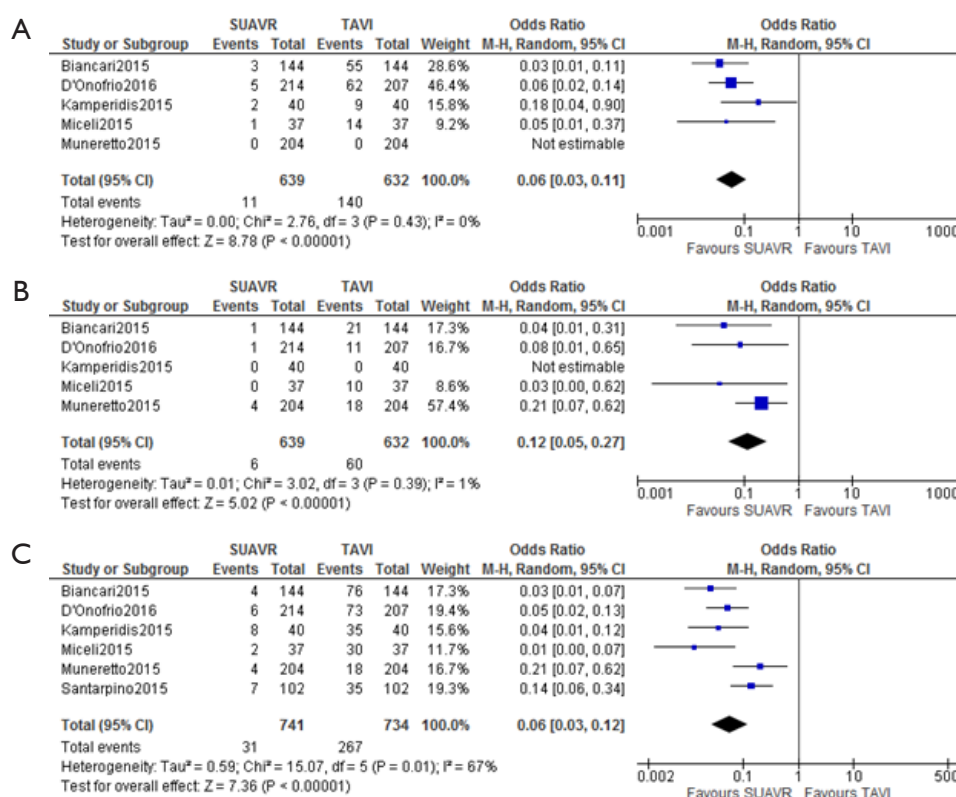 A
SUAVR TAVI Odds Ratio Odds Ratio
Study or Subgroup Events Total Events Total Weight M-H, Random, 95% CI M-H, Random, 95% CI
Biancari2015 3 144 55 144 28.6% 0.03 [0.01, 0.11]
D'Onofrio2016 5 214 62 207 46.4% 0.06 [0.02, 0.14]
Kamperidis2015 2 40 9 40 15.8% 0.18 [0.04, 0.90]
Miceli2015 1 37 14 37 9.2% 0.05 [0.01, 0.37]
Muneretto2015 0 204 0 204 Not estimable
Total (95% CI) 639 632 100.0% 0.06 [0.03, 0.11]
Total events 11 140
Heterogeneity: Tau² = 0.00; Chi² = 2.76, df = 3 (P = 0.43); I² = 0%
Test for overall effect: Z = 8.78 (P < 0.00001)
0.001 0.1 1 10 1000
Favours SUAVR Favours TAVI
B
SUAVR TAVI Odds Ratio Odds Ratio
Study or Subgroup Events Total Events Total Weight M-H, Random, 95% CI M-H, Random, 95% CI
Biancari2015 1 144 21 144 17.3% 0.04 [0.01, 0.31]
D'Onofrio2016 1 214 11 207 16.7% 0.08 [0.01, 0.65]
Kamperidis2015 0 40 0 40 Not estimable
Miceli2015 0 37 10 37 8.6% 0.03 [0.00, 0.62]
Muneretto2015 4 204 18 204 57.4% 0.21 [0.07, 0.62]
Total (95% CI) 639 632 100.0% 0.12 [0.05, 0.27]
Total events 6 60
Heterogeneity: Tau² = 0.01; Chi² = 3.02, df = 3 (P = 0.39); I² = 1%
Test for overall effect: Z = 5.02 (P < 0.00001)
0.001 0.1 1 10 1000
Favours SUAVR Favours TAVI
C
SUAVR TAVI Odds Ratio Odds Ratio
Study or Subgroup Events Total Events Total Weight M-H, Random, 95% CI M-H, Random, 95% CI
Biancari2015 4 144 76 144 17.3% 0.03 [0.01, 0.07]
D'Onofrio2016 6 214 73 207 19.4% 0.05 [0.02, 0.13]
Kamperidis2015 8 40 35 40 15.6% 0.04 [0.01, 0.12]
Miceli2015 2 37 30 37 11.7% 0.01 [0.00, 0.07]
Muneretto2015 4 204 18 204 16.7% 0.21 [0.07, 0.62]
Santarpino2015 7 102 35 102 19.3% 0.14 [0.06, 0.34]
Total (95% CI) 741 734 100.0% 0.06 [0.03, 0.12]
Total events 31 267
Heterogeneity: Tau² = 0.59; Chi² = 15.07, df = 5 (P = 0.01); I² = 67%
Test for overall effect: Z = 7.36 (P < 0.00001)
0.002 0.1 1 10 500
Favours SUAVR Favours TAVI